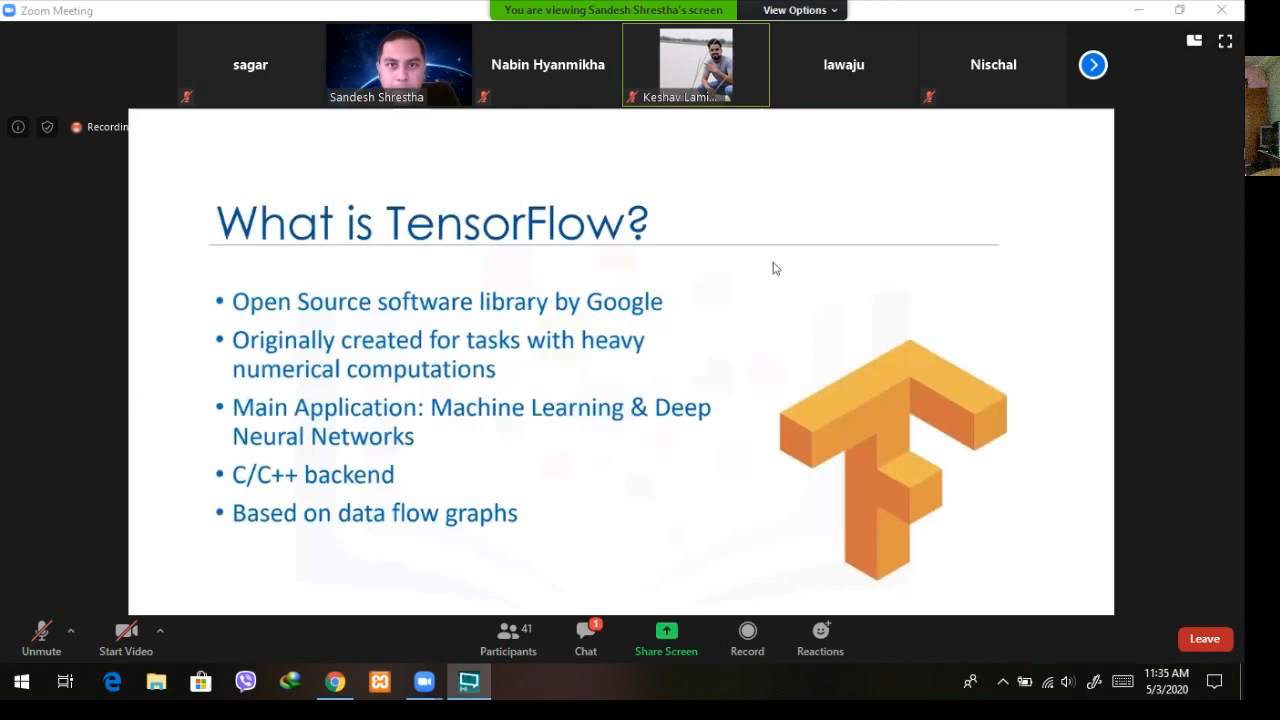 Zoom Meeting
You are viewing Sandesh Shrestha's screen
View Options
sagar
Sandesh Shrestha
Nabin Hyanmikha
Keshav Lami...
lawaju
Nischal
Recordin
What is TensorFlow?
• Open Source software library by Google
• Originally created for tasks with heavy
numerical computations
• Main Application: Machine Learning & Deep
Neural Networks
• C/C++ backend
• Based on data flow graphs
Unmute
Start Video
41
Participants
1
Chat
Share Screen
Record
Reactions
Leave
11:35 AM
5/3/2020